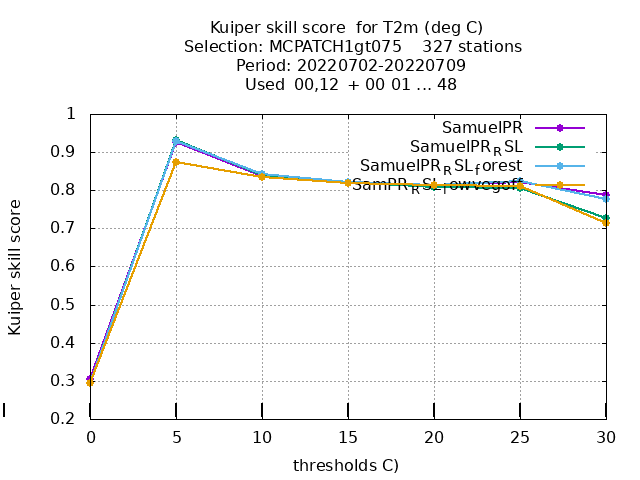 Kuiper skill score  for T2m (deg C)
Selection: MCPATCH1gt075    327 stations
Period: 20220702-20220709
Used  00,12  + 00 01 ... 48
SamuelPR
SamuelPR_RSL
SamuelPR_RSL_forest
1
0.9
0.8
0.7
0.6
0.5
0.4
0.3
0.2
Kuiper skill score
0 5 10 15 20 25 30
thresholds C)